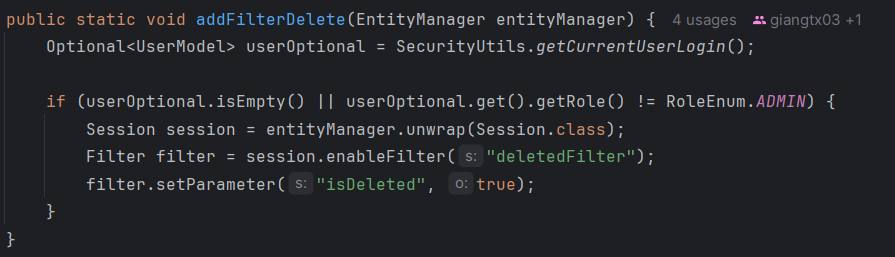 public static void addFilterDelete(EntityManager entityManager) { 4 usages giangtx03 +1
    Optional<UserModel> userOptional = SecurityUtils.getCurrentUserLogin();
    if (userOptional.isEmpty() || userOptional.get().getRole() != RoleEnum.ADMIN) {
        Session session = entityManager.unwrap(Session.class);
        Filter filter = session.enableFilter( s: "deletedFilter");
        filter.setParameter( s: "isDeleted", o: true);
    }
}